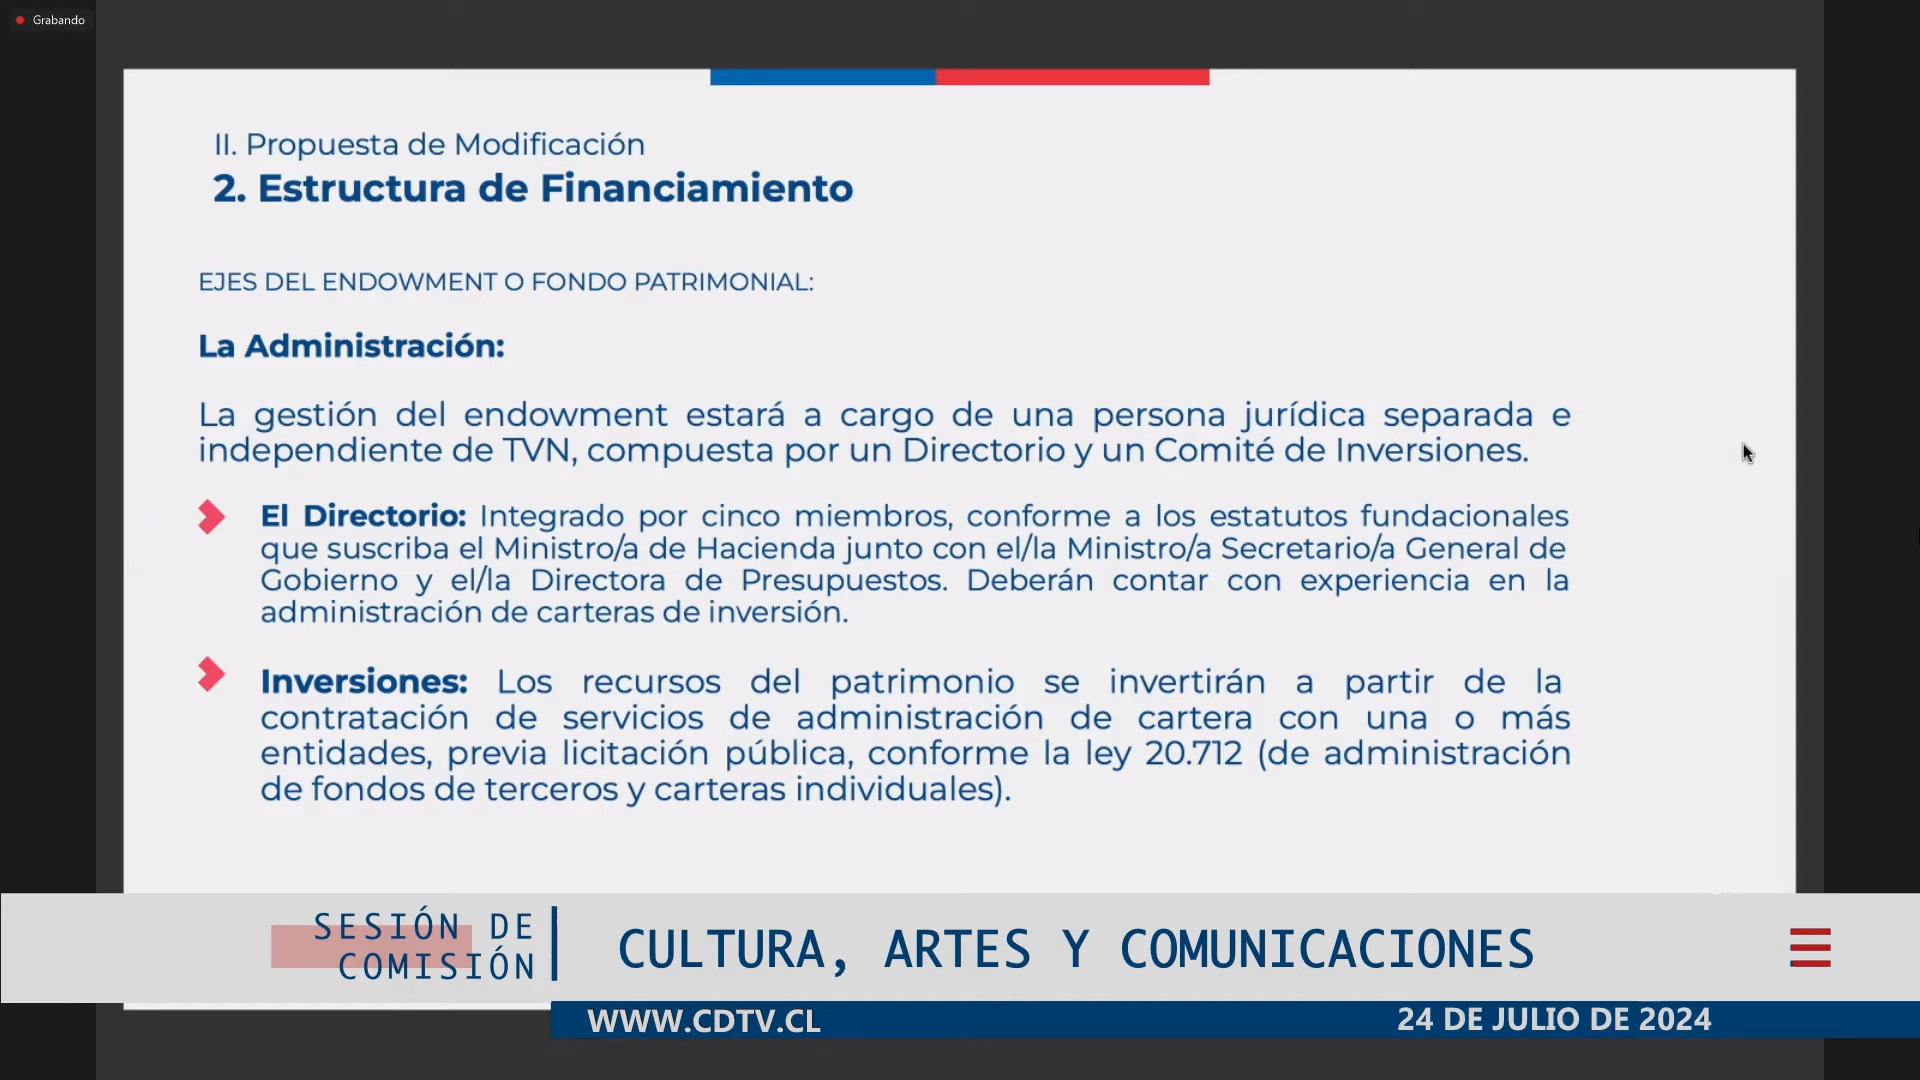 Grabando
II. Propuesta de Modificación
2. Estructura de Financiamiento
EJES DEL ENDOWMENT O FONDO PATRIMONIAL:
La Administración:
La gestión del endowment estará a cargo de una persona jurídica separada e
independiente de TVN, compuesta por un Directorio y un Comité de Inversiones.
El Directorio: Integrado por cinco miembros, conforme a los estatutos fundacionales
que suscriba el Ministro/a de Hacienda junto con el/la Ministro/a Secretario/a General de
Gobierno y el/la Directora de Presupuestos. Deberán contar con experiencia en la
administración de carteras de inversión.
Inversiones: Los recursos del patrimonio se invertirán a partir de la
contratación de servicios de administración de cartera con una o más
entidades, previa licitación pública, conforme la ley 20.712 (de administración
de fondos de terceros y carteras individuales).
SESIÓN DE
COMISIÓN
CULTURA, ARTES Y COMUNICACIONES
WWW.CDTV.CL
24 DE JULIO DE 2024